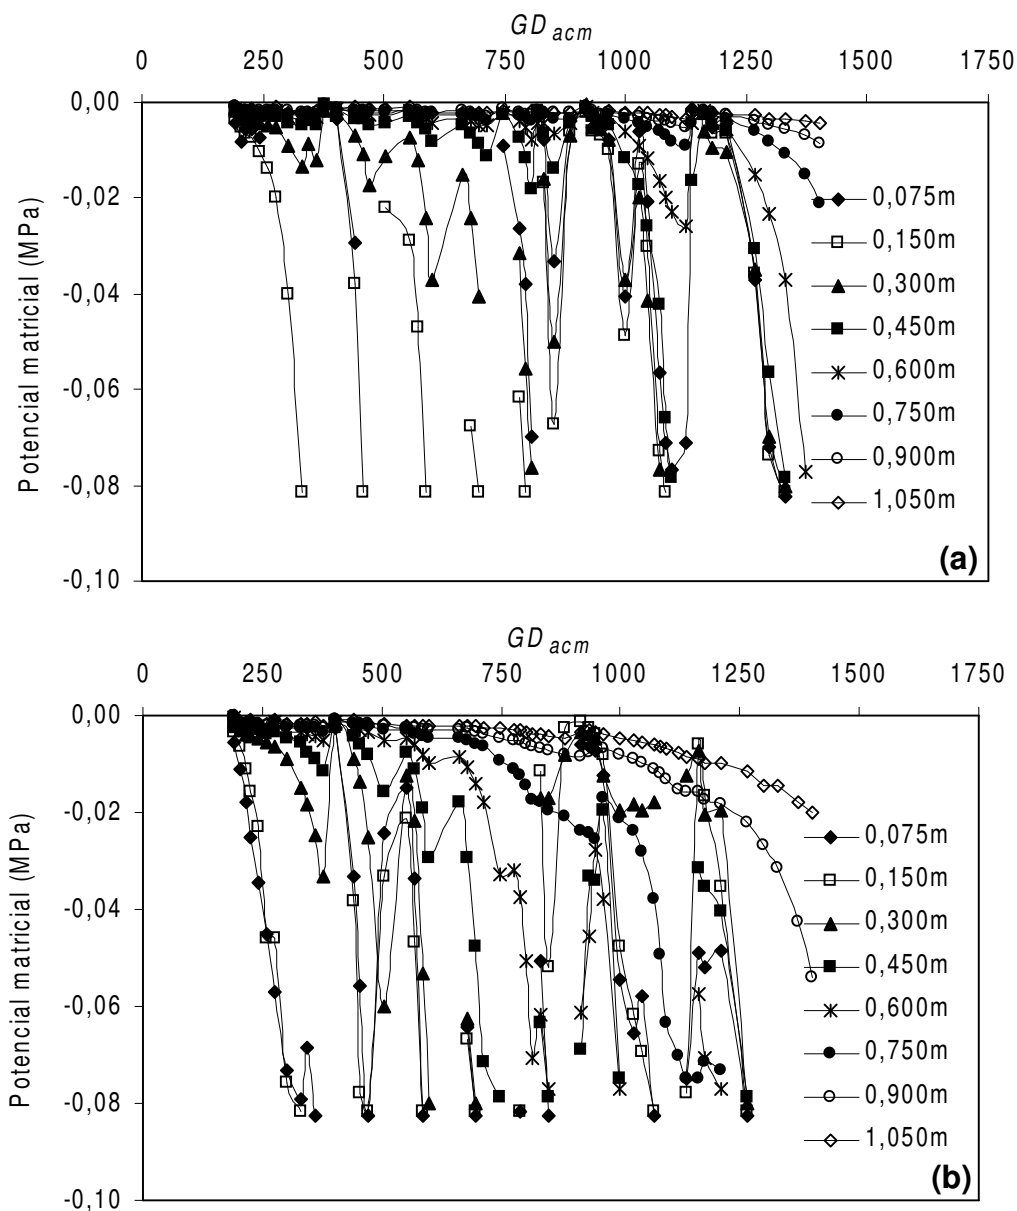 GD acm
0 250 500 750 1000 1250 1500 1750
Potencial matricial (MPa)
0,00
-0,02
-0,04
-0,06
-0,08
-0,10
0,075m
0,150m
0,300m
0,450m
0,600m
0,750m
0,900m
1,050m
(a)
GD acm
0 250 500 750 1000 1250 1500 1750
Potencial matricial (MPa)
0,00
-0,02
-0,04
-0,06
-0,08
-0,10
0,075m
0,150m
0,300m
0,450m
0,600m
0,750m
0,900m
1,050m
(b)